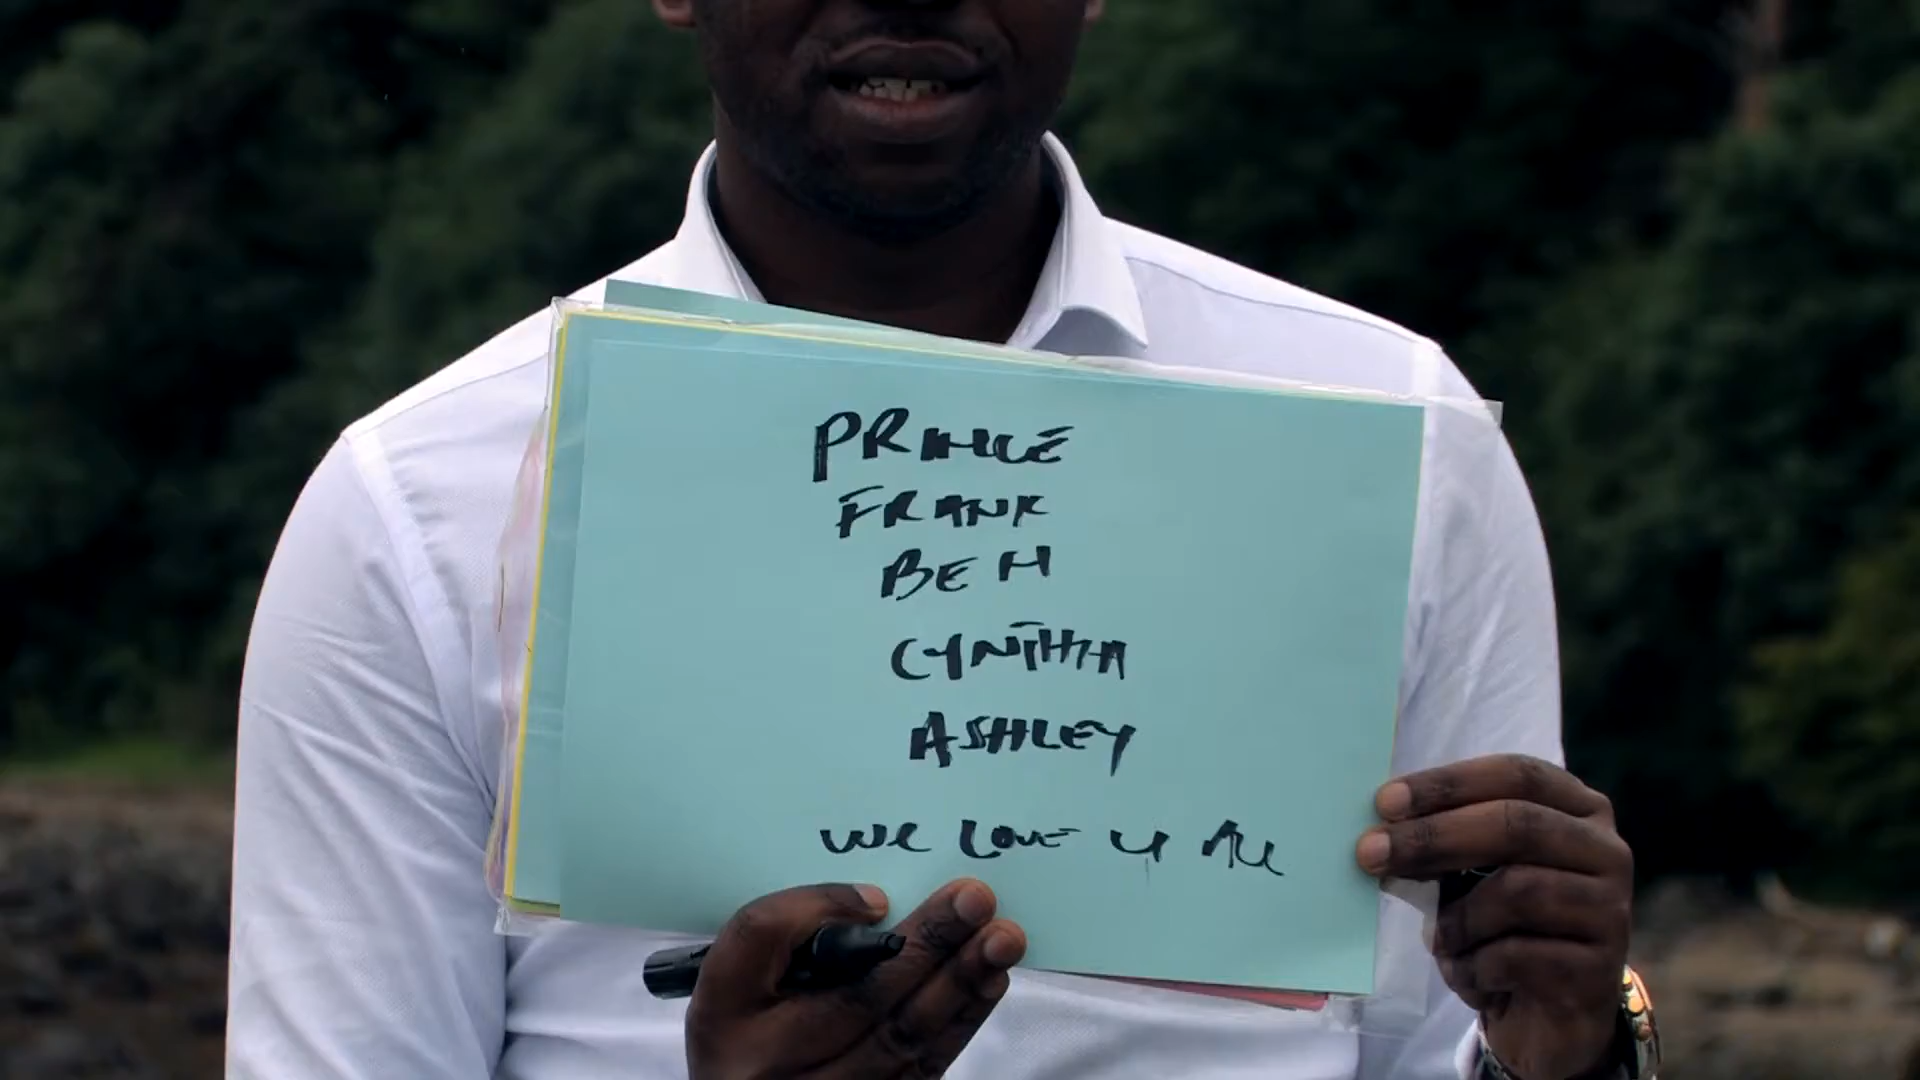 PRINCE
FRANK
BEN
CYNTHIA
ASHLEY
WE LOVE U ALL